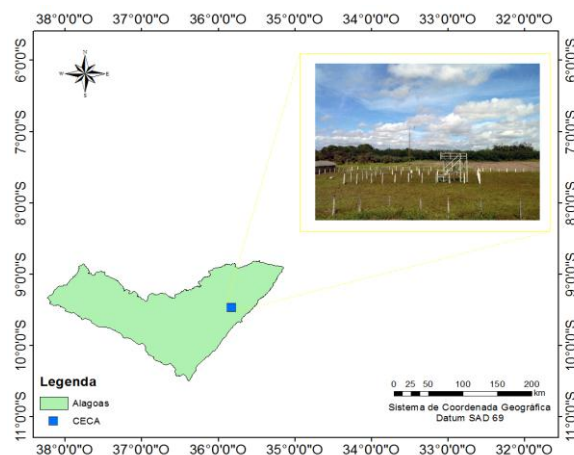 38°0'0"S 37°0'0"S 36°0'0"S 35°0'0"S 34°0'0"S 33°0'0"S 32°0'0"S
6°0'0"S 6°0'0"S
7°0'0"S 7°0'0"S
8°0'0"S 8°0'0"S
9°0'0"S 9°0'0"S
10°0'0"S 10°0'0"S
11°0'0"S 11°0'0"S
N
W E
S
Legenda
Alagoas
CECA
0 25 50 100 150 200
km
Sistema de Coordenada Geográfica
Datum SAD 69
38°0'0"S 37°0'0"S 36°0'0"S 35°0'0"S 34°0'0"S 33°0'0"S 32°0'0"S